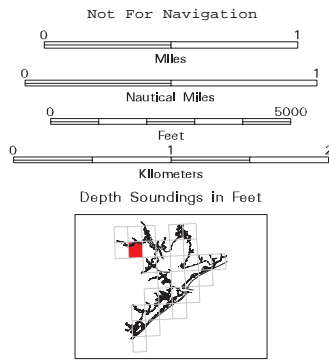 Not For Navigation
0 1
MIles
0 1
Nautical Miles
0 5000
Feet
0 1 2
KIlometers
Depth Soundings in Feet